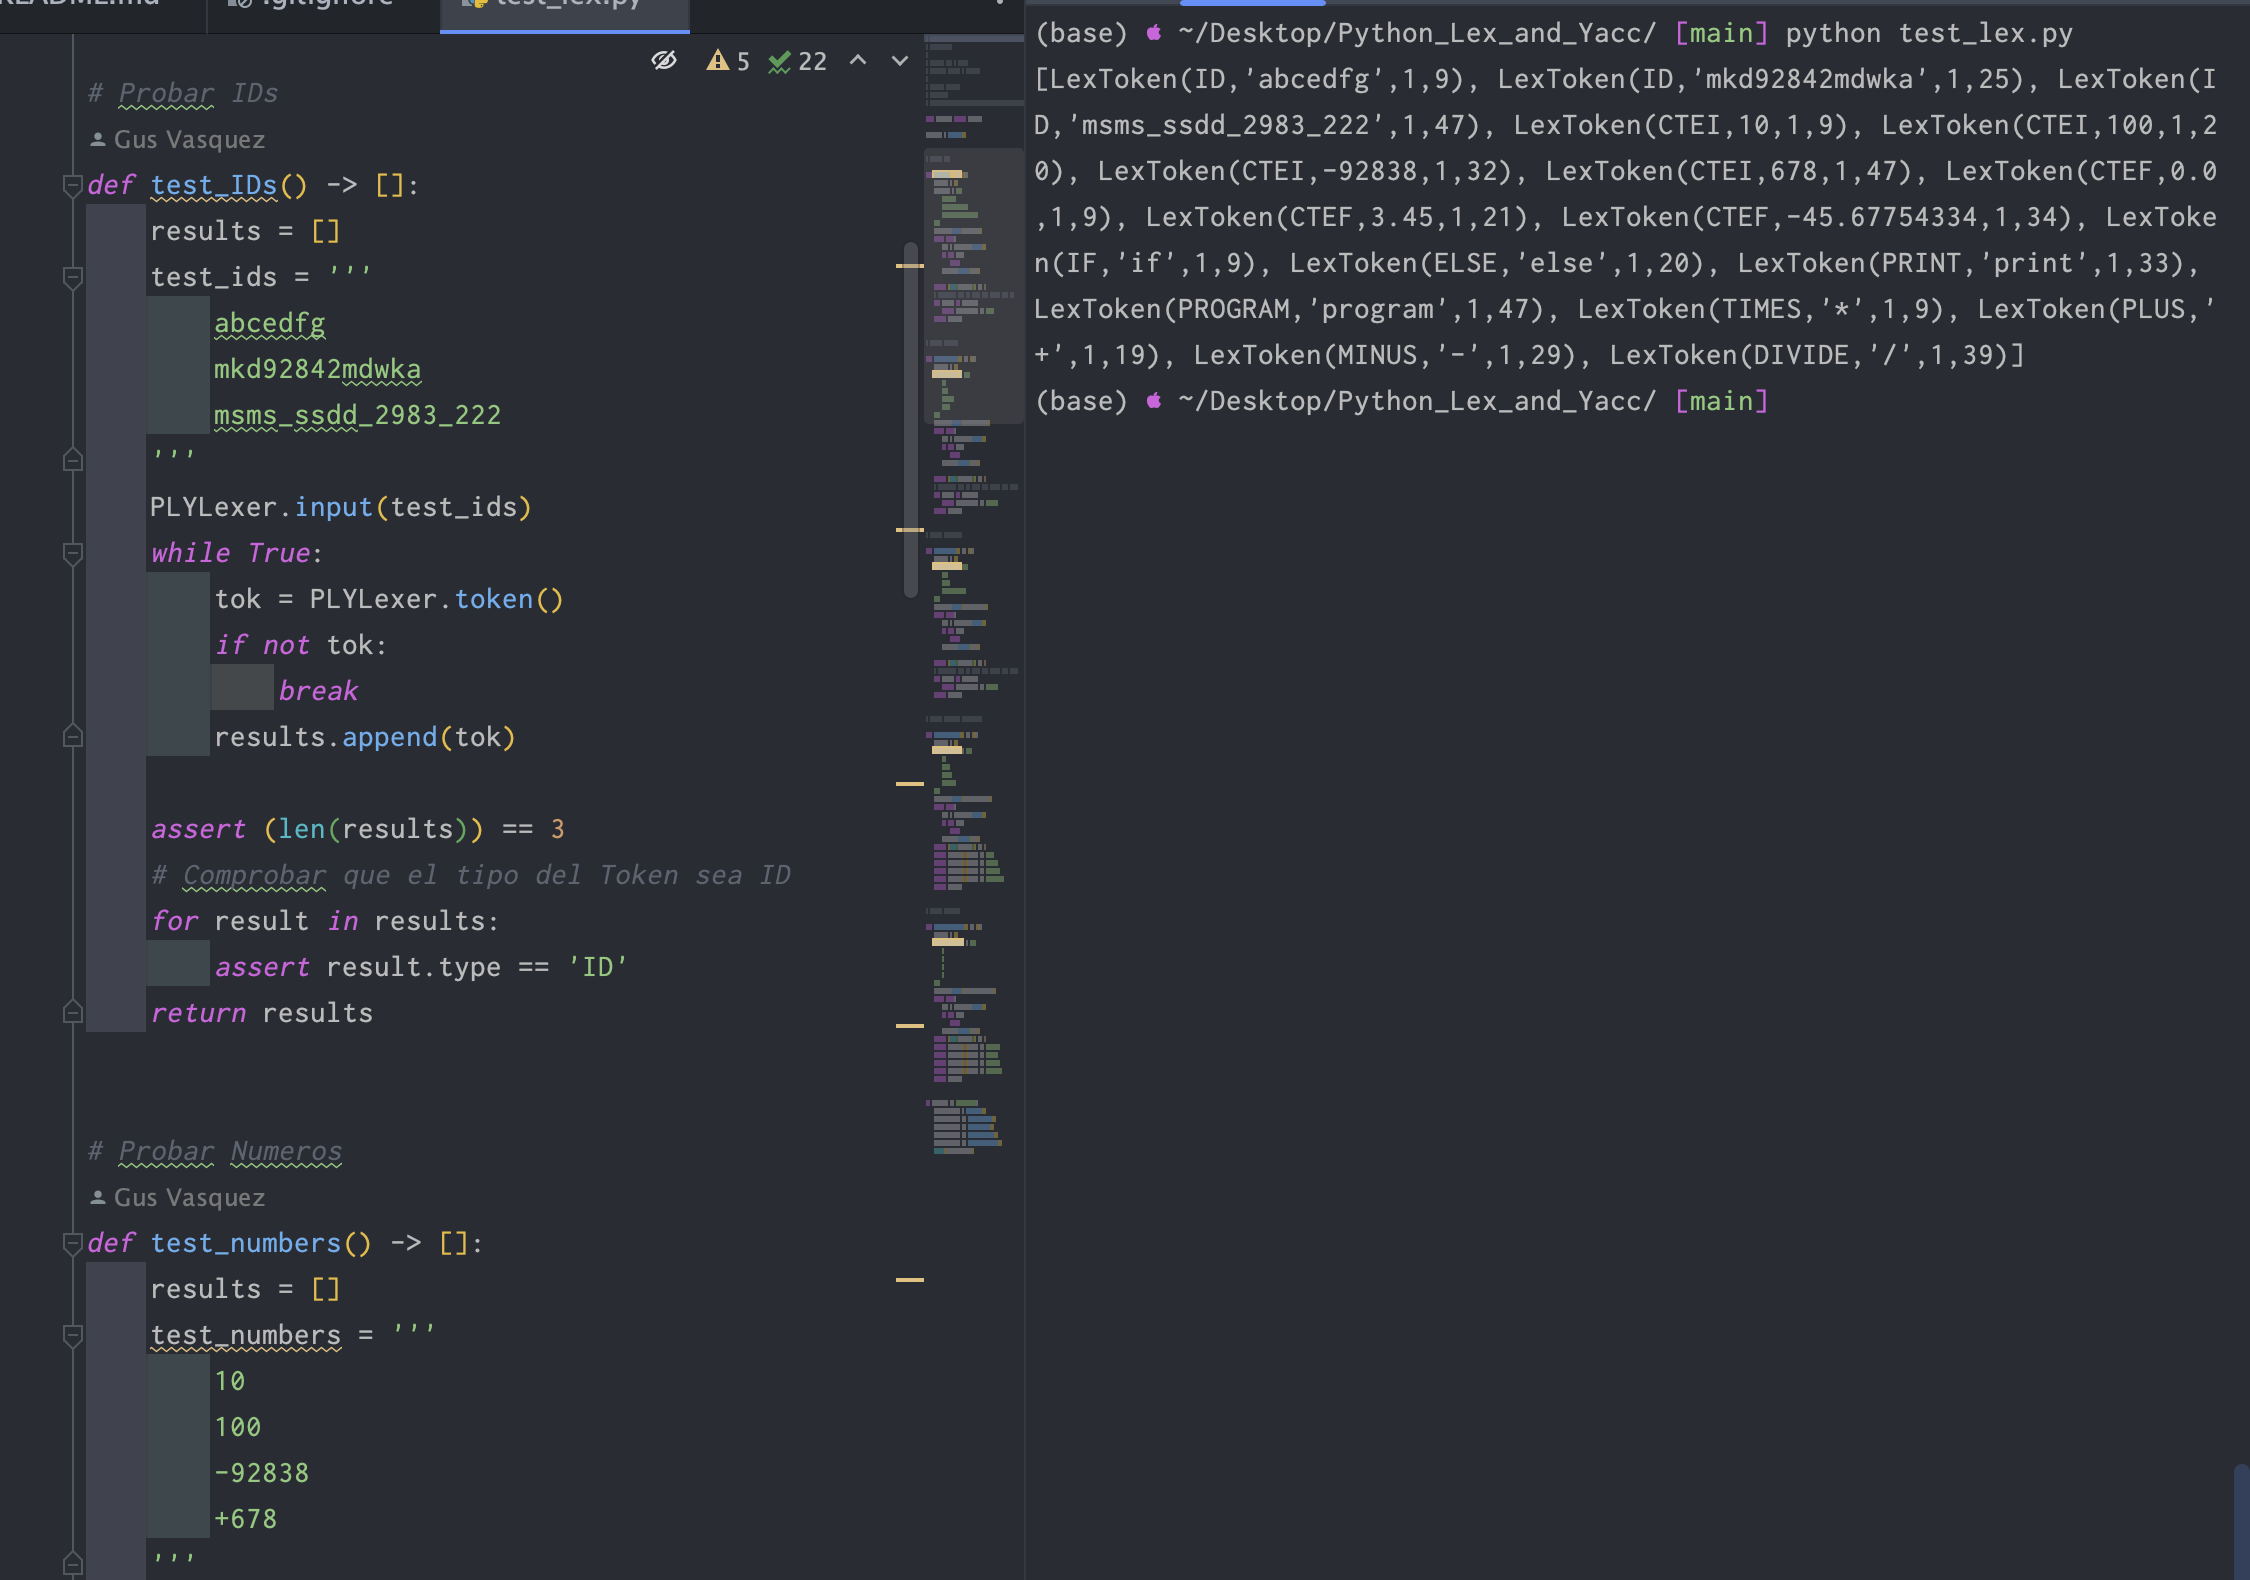 README.md .gitignore test_lex.py
5 22
# Probar IDs
Gus Vasquez
def test_IDs() -> []:
results = []
test_ids = '''
abcedfg
mkd92842mdwka
msms_ssdd_2983_222
'''
PLYLexer.input(test_ids)
while True:
tok = PLYLexer.token()
if not tok:
break
results.append(tok)
assert (len(results)) == 3
# Comprobar que el tipo del Token sea ID
for result in results:
assert result.type == 'ID'
return results
# Probar Numeros
Gus Vasquez
def test_numbers() -> []:
results = []
test_numbers = '''
10
100
-92838
+678
'''
(base) ~/Desktop/Python_Lex_and_Yacc/ [main] python test_lex.py
[LexToken(ID,'abcedfg',1,9), LexToken(ID,'mkd92842mdwka',1,25), LexToken(I
D,'msms_ssdd_2983_222',1,47), LexToken(CTEI,10,1,9), LexToken(CTEI,100,1,2
0), LexToken(CTEI,-92838,1,32), LexToken(CTEI,678,1,47), LexToken(CTEF,0.0
,1,9), LexToken(CTEF,3.45,1,21), LexToken(CTEF,-45.67754334,1,34), LexToke
n(IF,'if',1,9), LexToken(ELSE,'else',1,20), LexToken(PRINT,'print',1,33),
LexToken(PROGRAM,'program',1,47), LexToken(TIMES,'*',1,9), LexToken(PLUS,'
+',1,19), LexToken(MINUS,'-',1,29), LexToken(DIVIDE,'/',1,39)]
(base) ~/Desktop/Python_Lex_and_Yacc/ [main]